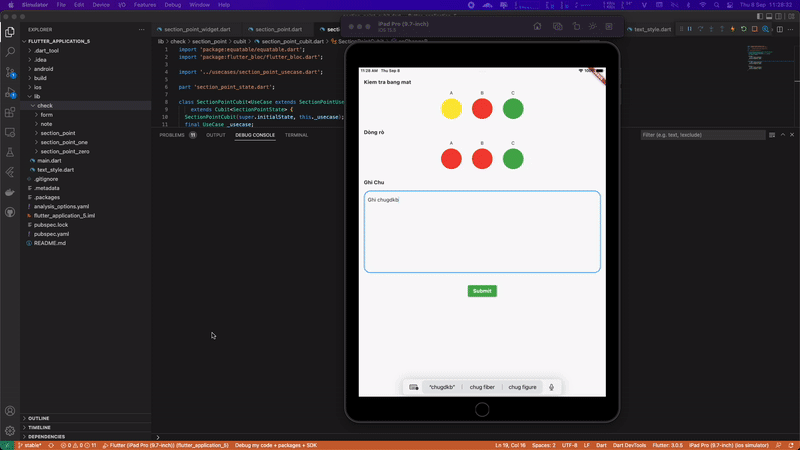 Simulator File Edit Device I/O Features Debug Window Help
Thu 8 Sep 11:28:32
EXPLORER
section_point_widget.dart
section_point.dart
text_style.dart
FLUTTER_APPLICATION_5
.dart_tool
.idea
android
build
ios
lib
check
form
note
section_point
section_point_one
section_point_zero
main.dart
text_style.dart
.gitignore
.metadata
.packages
analysis_options.yaml
flutter_application_5.iml
pubspec.lock
pubspec.yaml
README.md
OUTLINE
TIMELINE
DEPENDENCIES
lib > check > section_point > cubit > section_point_cubit.dart >
1 import 'package:equatable/equatable.dart';
2 import 'package:flutter_bloc/flutter_bloc.dart';
3
4 import '../usecases/section_point_usecase.dart';
5
6 part 'section_point_state.dart';
7
8 class SectionPointCubit<UseCase extends SectionPointUse
9 extends Cubit<SectionPointState> {
10 SectionPointCubit(super.initialState, this._usecase);
11 final UseCase _usecase;
PROBLEMS 11 OUTPUT DEBUG CONSOLE TERMINAL
Filter (e.g. text, !exclude)
iPad Pro (9.7-inch)
iOS 15.5
11:28 AM Thu Sep 8
100%
Kiem tra bang mat
A B C
Dòng rò
A B C
Ghi Chu
Ghi chugdkb
Submit
"chugdkb" chug fiber chug figure
stable* 0 0 11 Flutter (iPad Pro (9.7-inch)) (flutter_application_5) Debug my code + packages + SDK
Ln 19, Col 16 Spaces: 2 UTF-8 LF Dart Dart DevTools Flutter: 3.0.5 iPad Pro (9.7-inch) (ios simulator)